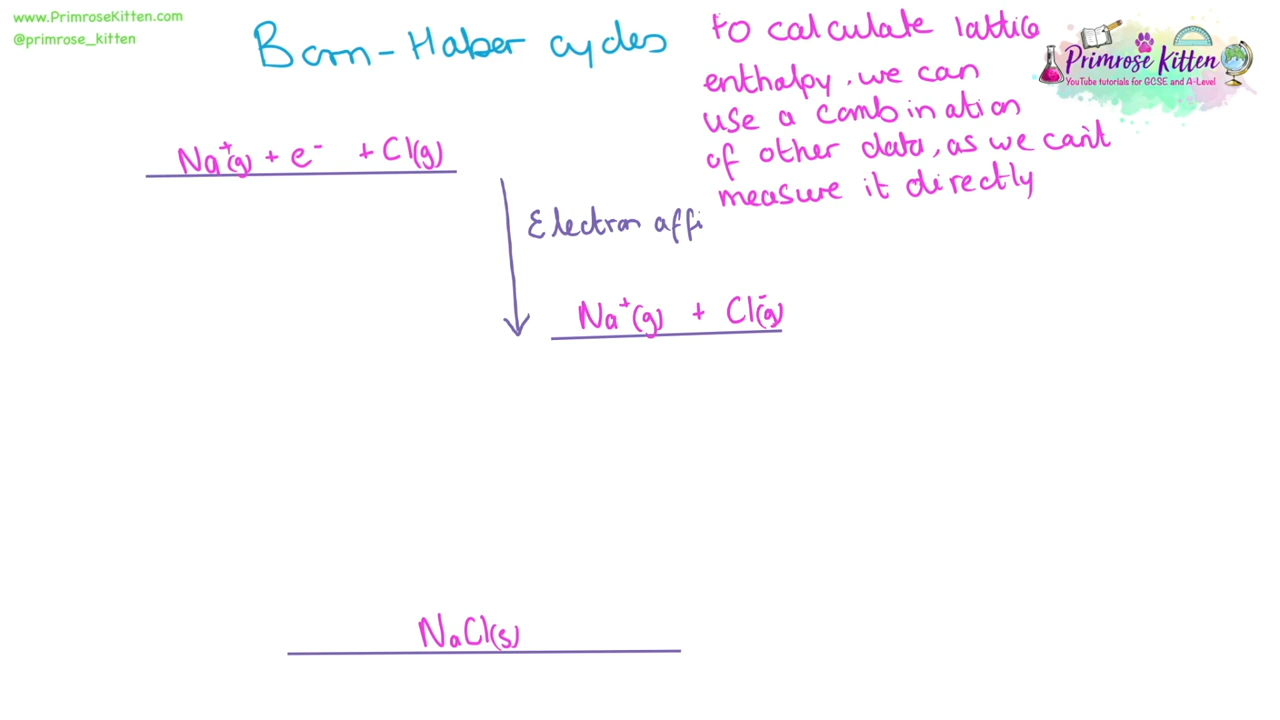 www.PrimroseKitten.com
@primrose_kitten
Born-Haber cycles
to calculate lattice
enthalpy, we can
use a combination
of other data, as we can't
measure it directly
Primrose Kitten
YouTube tutorials for GCSE and A-Level
Na⁺(g) + e⁻ + Cl(g)
Electron affi
Na⁺(g) + Cl⁻(g)
NaCl(s)